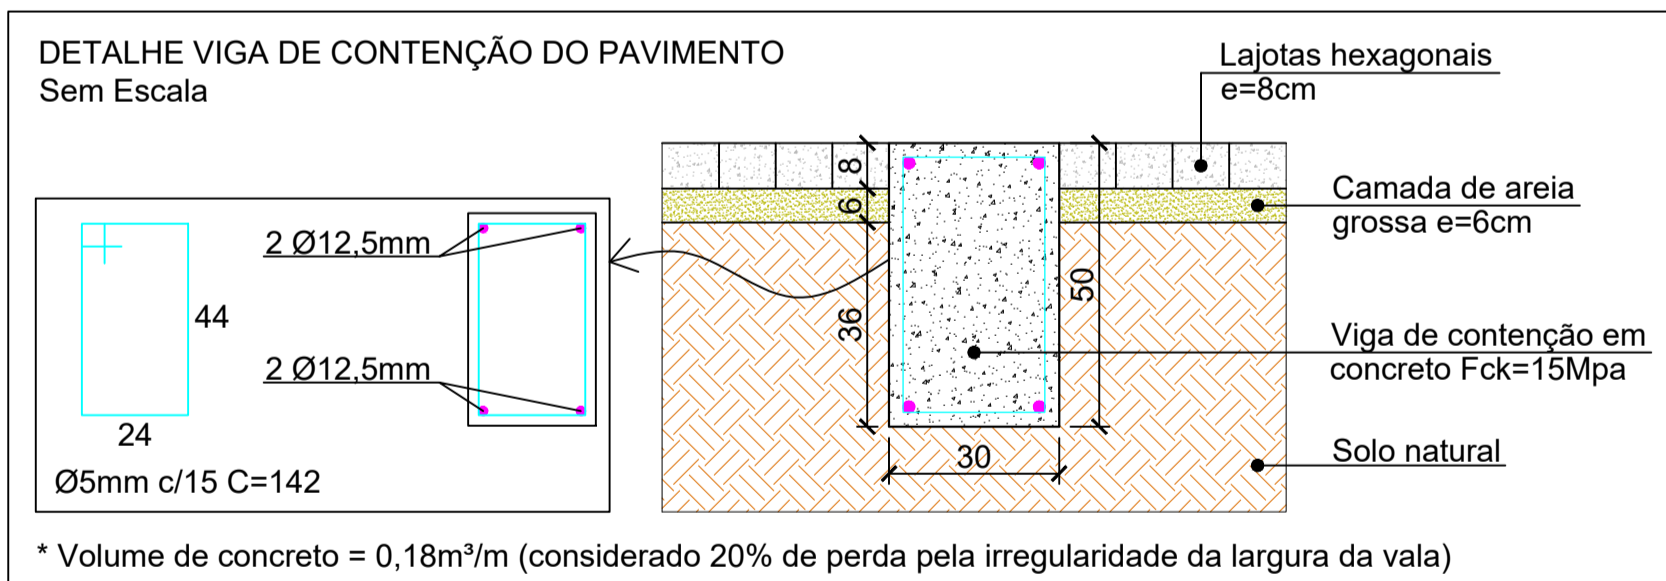 DETALHE VIGA DE CONTENÇÃO DO PAVIMENTO
Sem Escala
Lajotas hexagonais
e=8cm
Camada de areia
grossa e=6cm
8
6
36
50
30
2 Ø12,5mm
44
2 Ø12,5mm
24
Ø5mm c/15 C=142
Viga de contenção em
concreto Fck=15Mpa
Solo natural
* Volume de concreto = 0,18m³/m (considerado 20% de perda pela irregularidade da largura da vala)